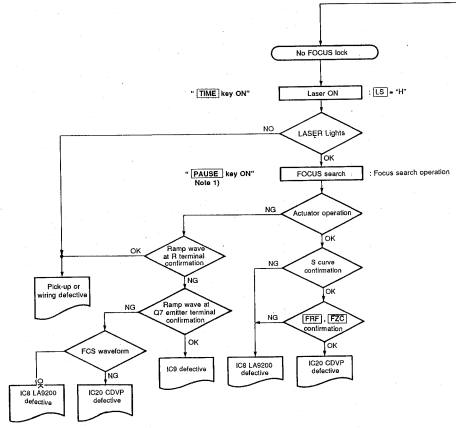 No FOCUS lock
" TIME key ON"
Laser ON
: LS = "H"
NO
LASER Lights
OK
" PAUSE key ON"
Note 1)
FOCUS search
: Focus search operation
NG
Actuator operation
OK
OK
Ramp wave
at R terminal
confirmation
NG
S curve
confirmation
NG
OK
Pick-up or
wiring defective
NG
Ramp wave at
Q7 emitter terminal
confirmation
OK
NG
FRF , FZC
confirmation
OK
FCS waveform
OK
NG
IC9 defective
IC8 LA9200
defective
IC20 CDVP
defective
IC8 LA9200
defective
IC20 CDVP
defective